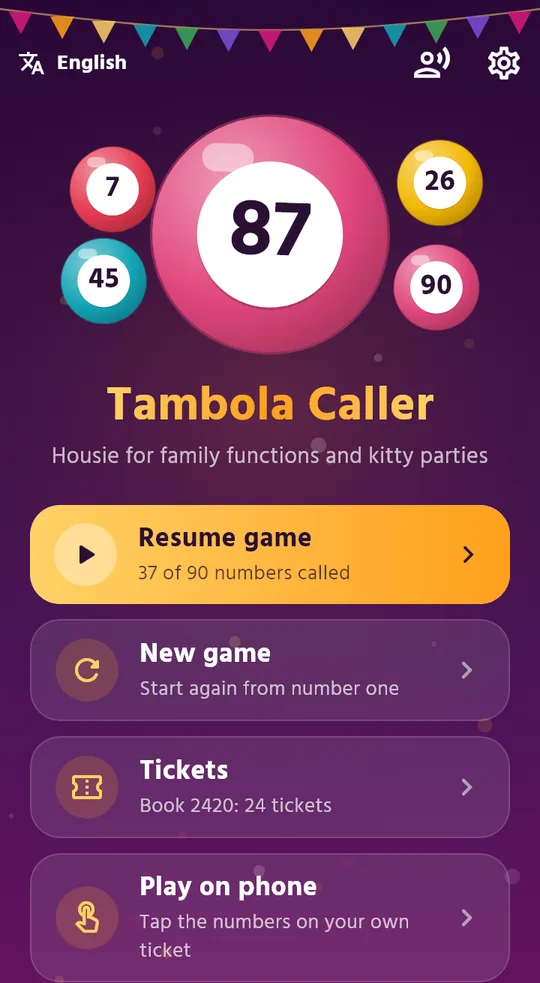 English
7
26
87
45
90
Tambola Caller
Housie for family functions and kitty parties
Resume game
37 of 90 numbers called
New game
Start again from number one
Tickets
Book 2420: 24 tickets
Play on phone
Tap the numbers on your own
ticket